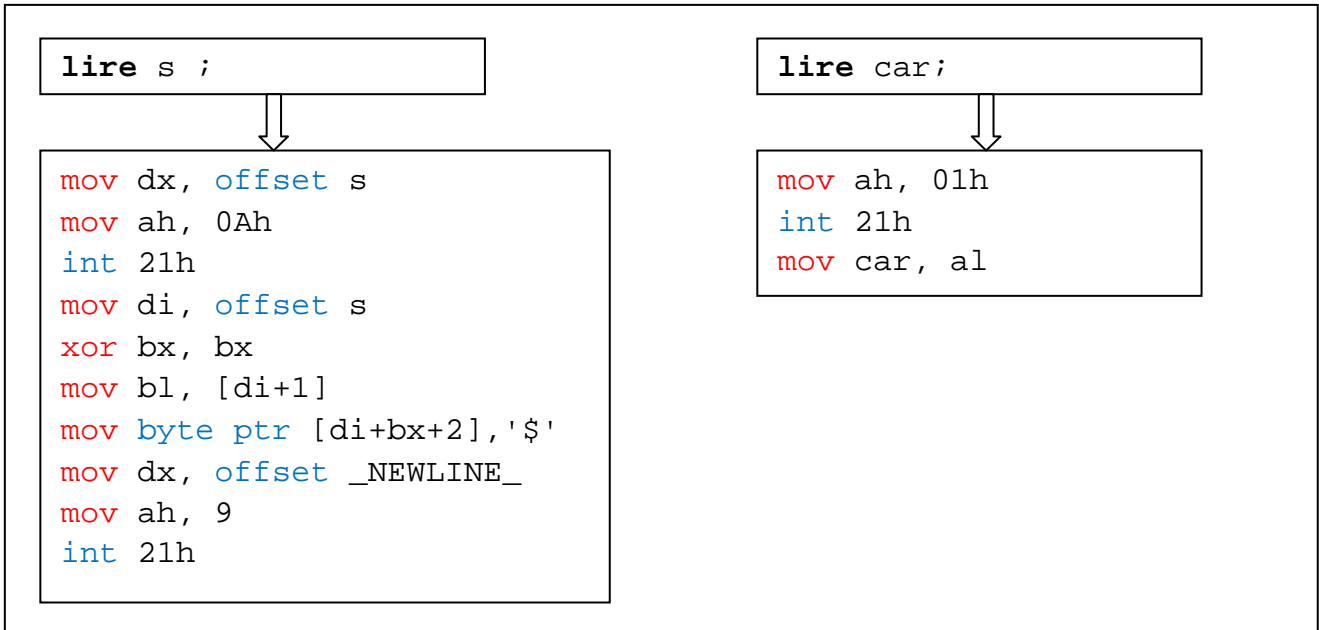 lire s ;
mov dx, offset s
mov ah, 0Ah
int 21h
mov di, offset s
xor bx, bx
mov bl, [di+1]
mov byte ptr [di+bx+2],'$'
mov dx, offset _NEWLINE_
mov ah, 9
int 21h
lire car;
mov ah, 01h
int 21h
mov car, al